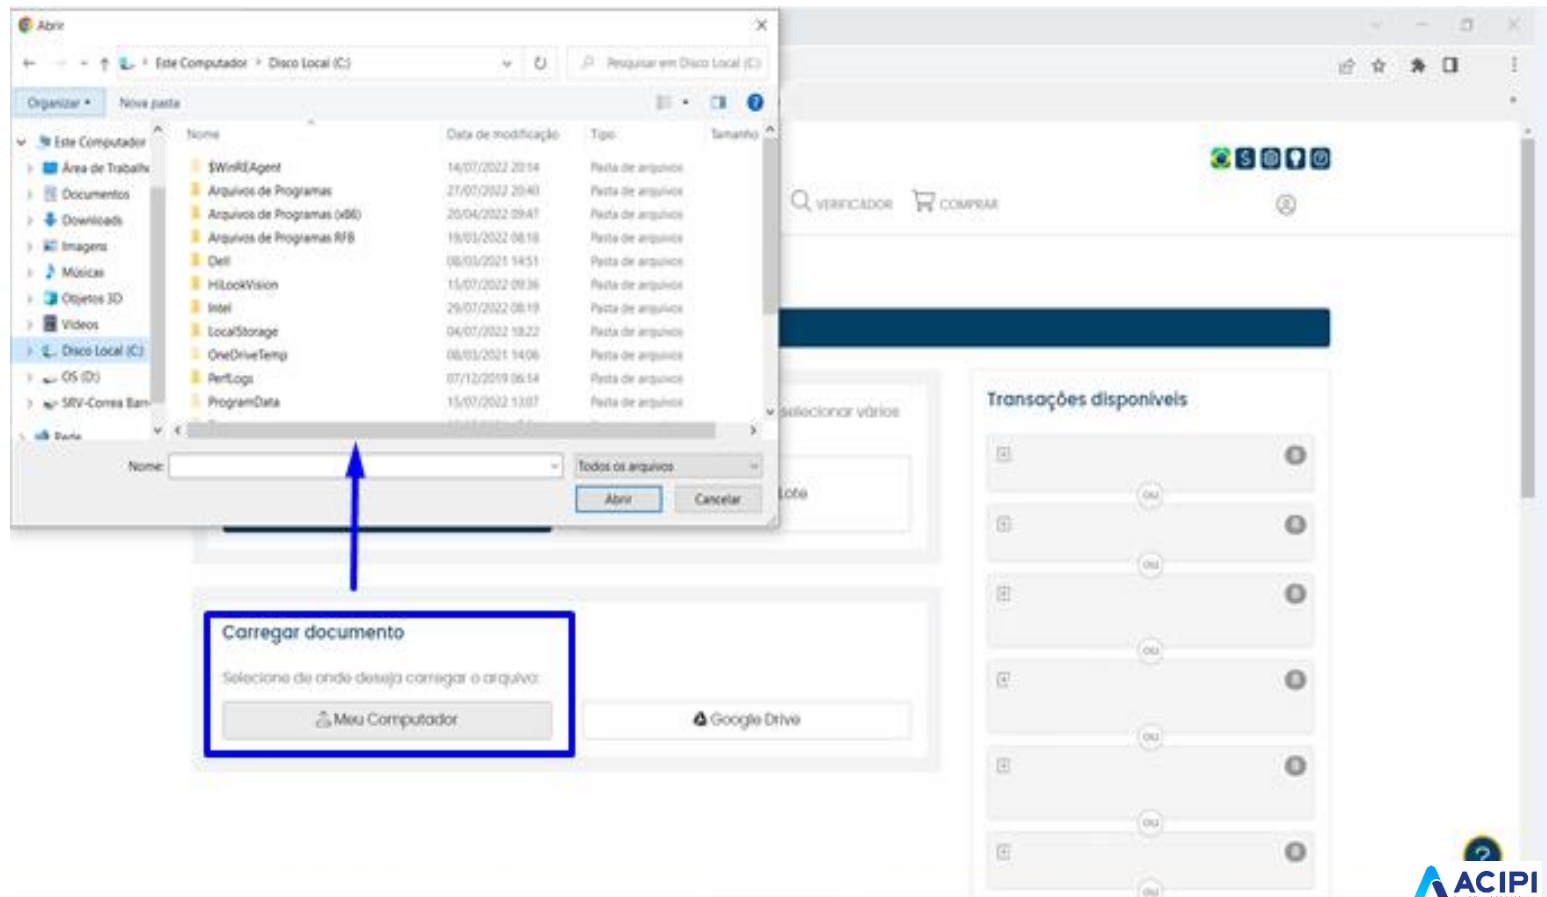 Abrir
Este Computador > Disco Local (C:)
Pesquisar em Disco Local (C:)
Organizar
Nova pasta
Nome
Data de modificação
Tipo
Tamanho
Este Computador
Área de Trabalho
Documentos
Downloads
Imagens
Músicas
Objetos 3D
Vídeos
Disco Local (C:)
OS (D:)
SRV-Correa Barr
Rede
$WinREAgent 14/07/2022 20:14 Pasta de arquivos
Arquivos de Programas 27/07/2022 20:40 Pasta de arquivos
Arquivos de Programas (x86) 20/04/2022 09:47 Pasta de arquivos
Arquivos de Programas RFB 19/03/2022 08:18 Pasta de arquivos
Dell 08/03/2021 14:51 Pasta de arquivos
HiLookVision 15/07/2022 09:36 Pasta de arquivos
Intel 29/07/2022 08:19 Pasta de arquivos
LocalStorage 04/07/2022 18:22 Pasta de arquivos
OneDriveTemp 08/03/2021 14:06 Pasta de arquivos
PerfLogs 07/12/2019 06:14 Pasta de arquivos
ProgramData 15/07/2022 13:07 Pasta de arquivos
Nome:
Todos os arquivos
Abrir
Cancelar
VERIFICADOR
COMPRAR
selecionar vários
Lote
Carregar documento
Selecione de onde deseja carregar o arquivo:
Meu Computador
Google Drive
Transações disponíveis
ou
ou
ou
ou
ou
ou
ACIPI